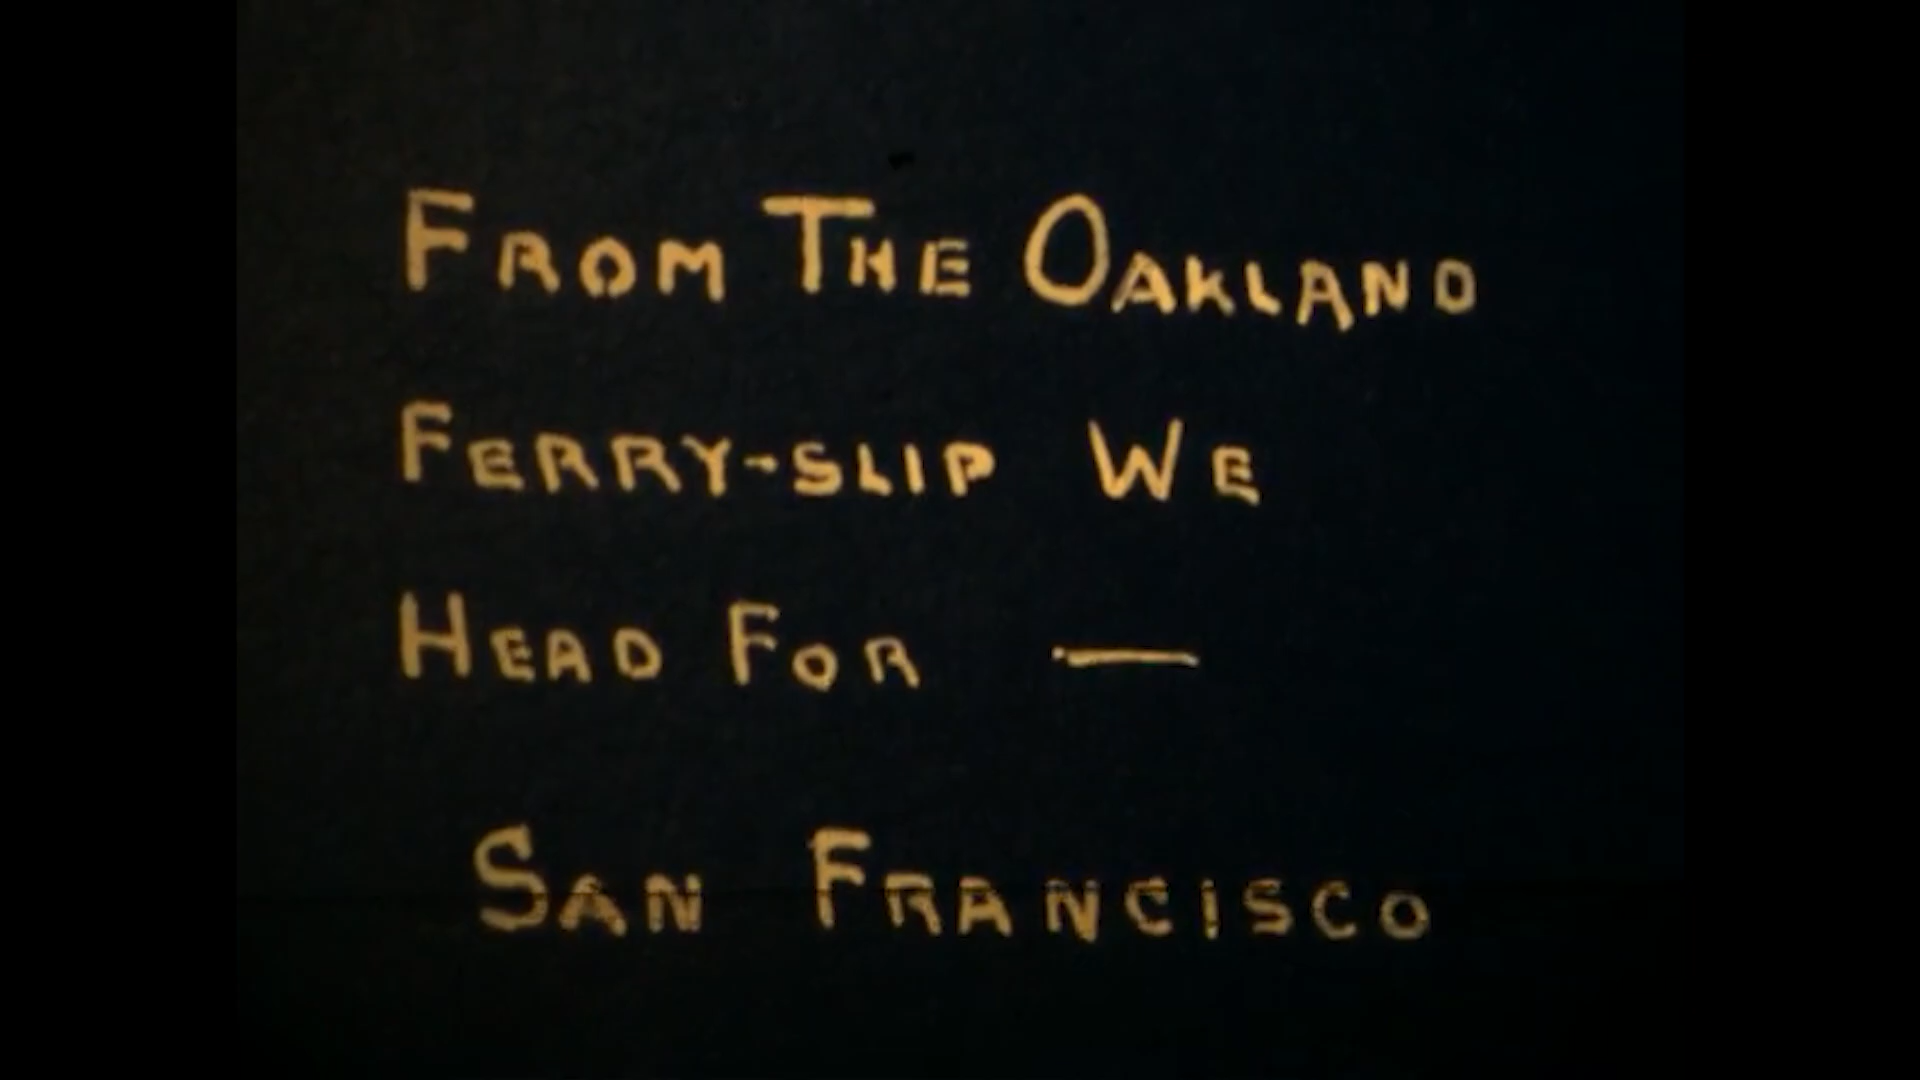 From The Oakland
Ferry-slip We
Head For —
San Francisco